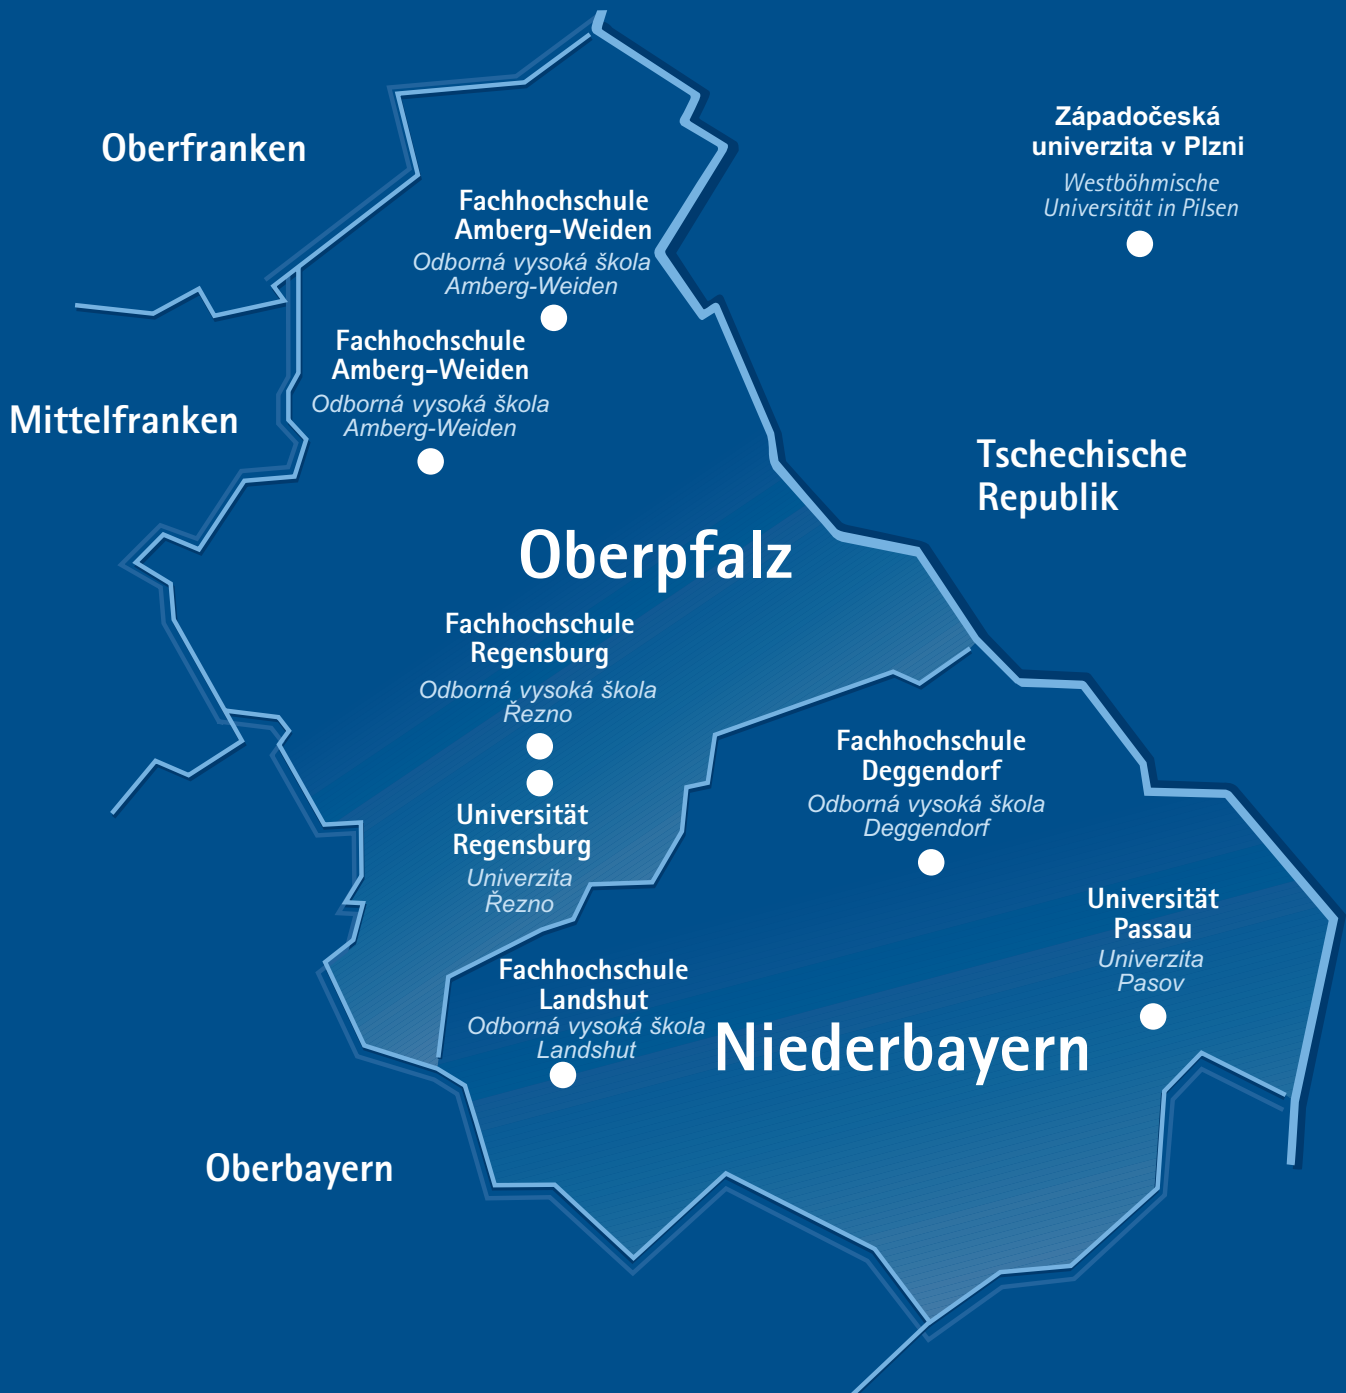 Oberfranken
Západočeská
univerzita v Plzni
Westböhmische
Universität in Pilsen
Fachhochschule
Amberg-Weiden
Odborná vysoká škola
Amberg-Weiden
Fachhochschule
Amberg-Weiden
Odborná vysoká škola
Amberg-Weiden
Mittelfranken
Tschechische
Republik
Oberpfalz
Fachhochschule
Regensburg
Odborná vysoká škola
Řezno
Universität
Regensburg
Univerzita
Řezno
Fachhochschule
Deggendorf
Odborná vysoká škola
Deggendorf
Universität
Passau
Univerzita
Pasov
Fachhochschule
Landshut
Odborná vysoká škola
Landshut
Niederbayern
Oberbayern